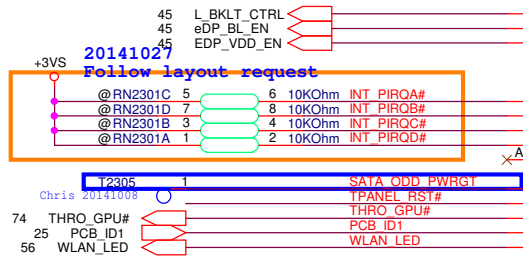 45 L_BKLT_CTRL
45 eDP_BL_EN
45 EDP_VDD_EN
20141027
Follow layout request
+3VS
@ RN2301C 5 6 10KOhm INT_PIRQA#
@ RN2301D 7 8 10KOhm INT_PIRQB#
@ RN2301B 3 4 10KOhm INT_PIRQC#
@ RN2301A 1 2 10KOhm INT_PIRQD#
A
T2305 1 SATA_ODD_PWRGT
Chris 20141008 TPANEL_RST#
74 THRO_GPU# THRO_GPU#
25 PCB_ID1 PCB_ID1
56 WLAN_LED WLAN_LED